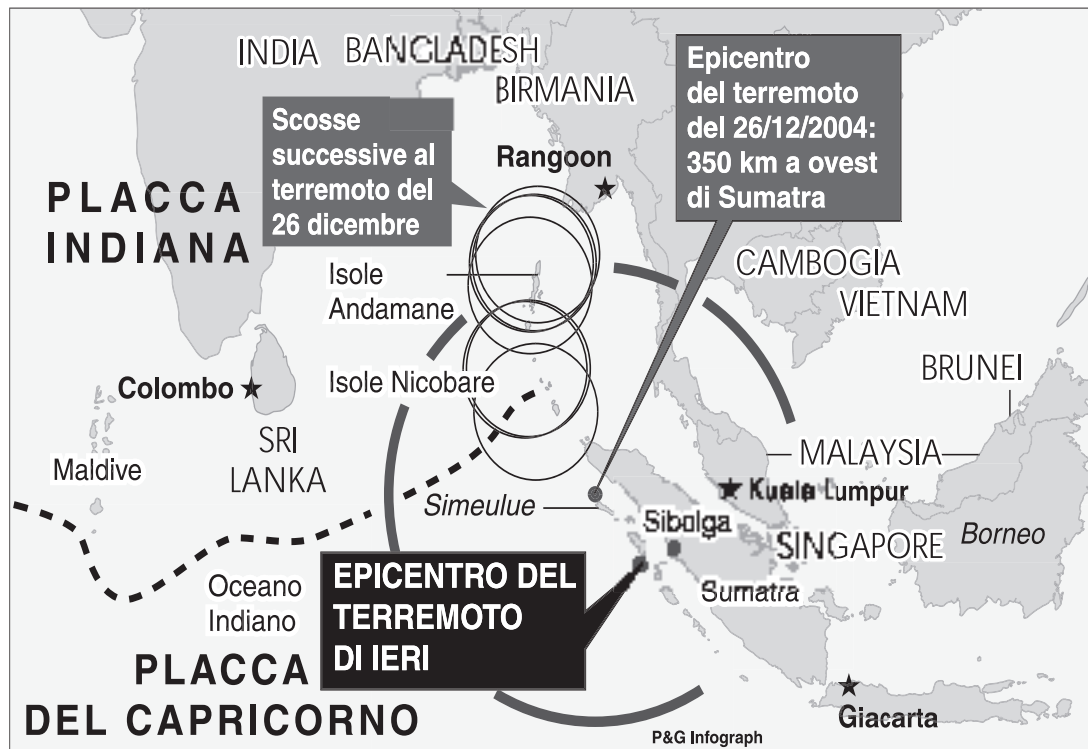 INDIA
BANGLADESH
BIRMANIA
Epicentro
del terremoto
del 26/12/2004:
350 km a ovest
di Sumatra
Scosse
successive al
terremoto del
26 dicembre
Rangoon
PLACCA
INDIANA
Isole
Andamane
CAMBOGIA
VIETNAM
Isole Nicobare
BRUNEI
Colombo
SRI
LANKA
Maldive
MALAYSIA
Kuala Lumpur
Simeulue
Sibolga
SINGAPORE
Borneo
Sumatra
EPICENTRO DEL
TERREMOTO
DI IERI
Oceano
Indiano
PLACCA
DEL CAPRICORNO
Giacarta
P&G Infograph